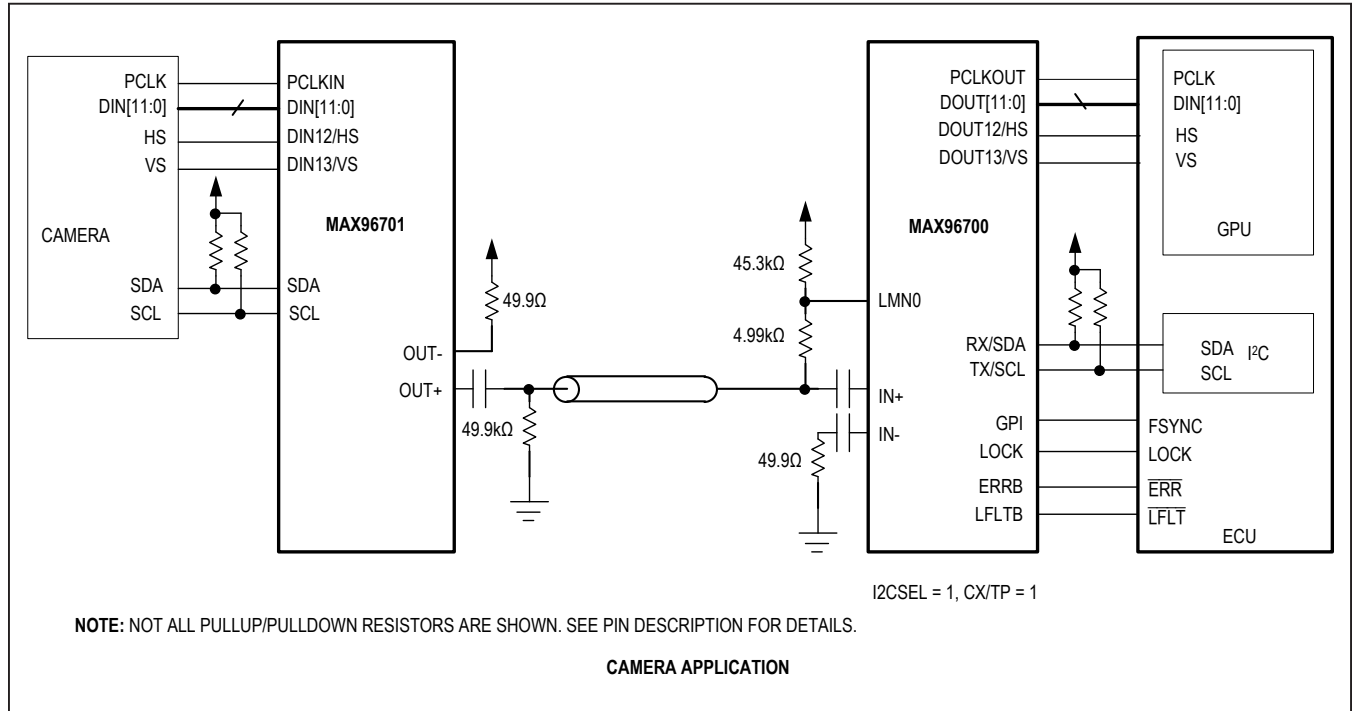 PCLK
DIN[11:0]
HS
VS
CAMERA
SDA
SCL
PCLKIN
DIN[11:0]
DIN12/HS
DIN13/VS
MAX96701
SDA
SCL
OUT-
OUT+
49.9Ω
49.9kΩ
45.3kΩ
4.99kΩ
49.9Ω
PCLKOUT
DOUT[11:0]
DOUT12/HS
DOUT13/VS
MAX96700
LMN0
RX/SDA
TX/SCL
IN+
IN-
GPI
LOCK
ERRB
LFLTB
PCLK
DIN[11:0]
HS
VS
GPU
SDA I²C
SCL
FSYNC
LOCK
ERR
LFLT
ECU
I2CSEL = 1, CX/TP = 1
NOTE: NOT ALL PULLUP/PULLDOWN RESISTORS ARE SHOWN. SEE PIN DESCRIPTION FOR DETAILS.
CAMERA APPLICATION